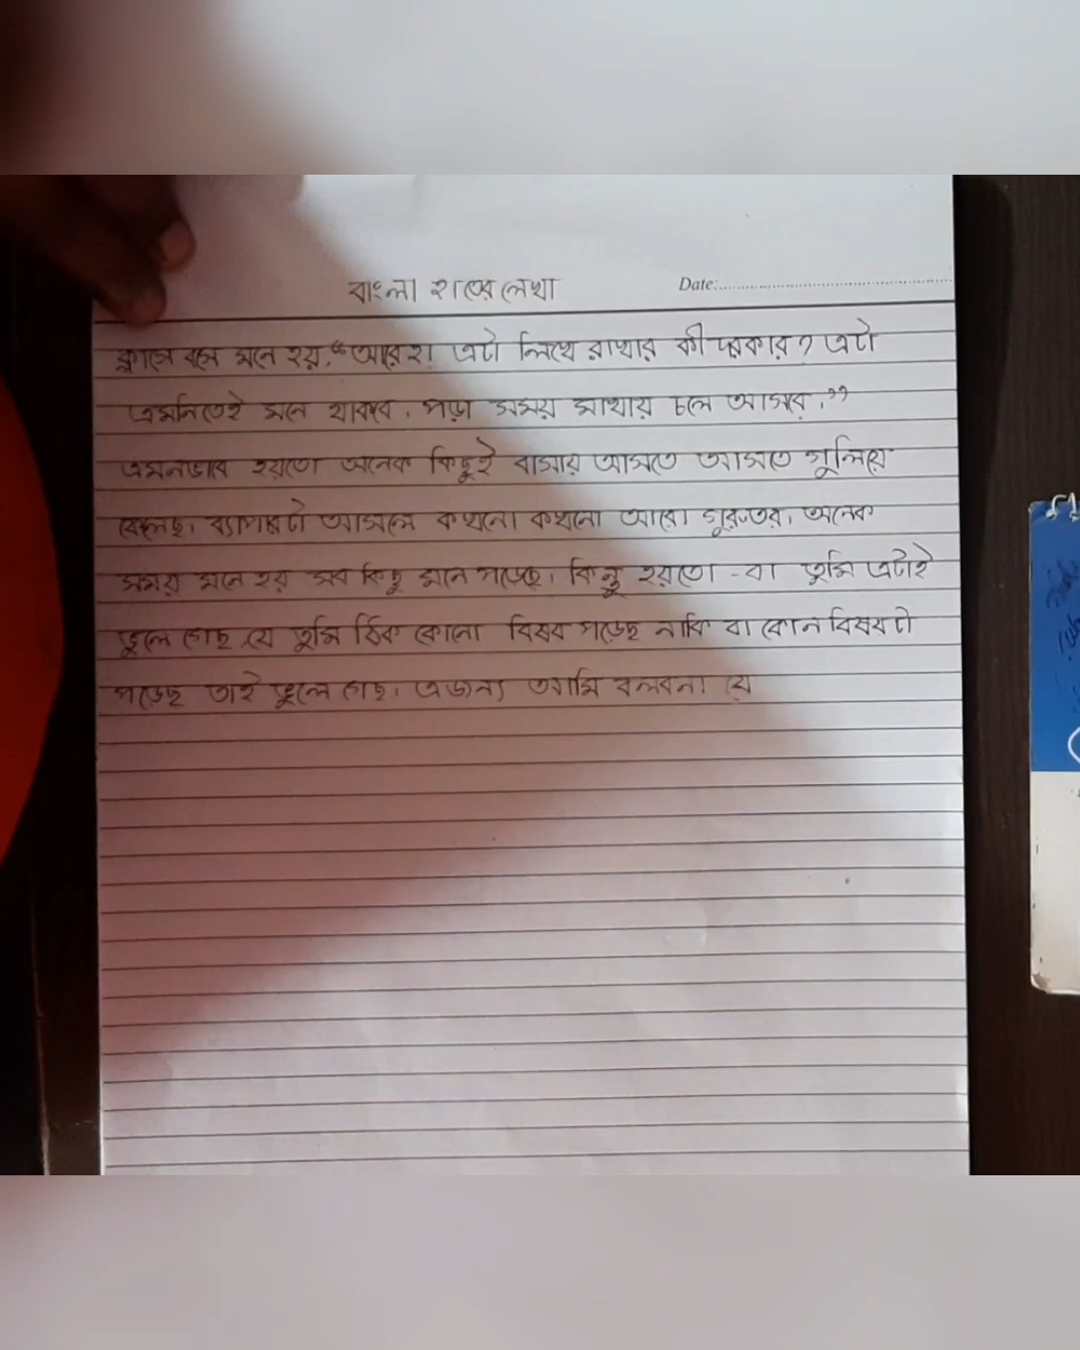 বাংলা হাতের লেখা
Date:
ক্লাসে বসে মনে হয়, “আরেহ! এটা লিখে রাখার কী দরকার? এটা
এমনিতেই মনে থাকবে, পড়া সময় মাথায় চলে আসবে,”
এমনভাব হয়তো অনেক কিছুই বাসায় আসতে আসতে গুলিয়ে
ফেলেছ। ব্যাপারটা আসলে কখনো কখনো আরো গুরুতর। অনেক
সময় মনে হয় সব কিছু মনে পড়েছে। কিন্তু হয়তো-বা তুমি এটাই
ভুলে গেছ যে তুমি ঠিক কোনো বিষয় পড়েছ নাকি বা কোন বিষয়টা
পড়েছ তাই ভুলে গেছ। এজন্য আমি বলবনা যে